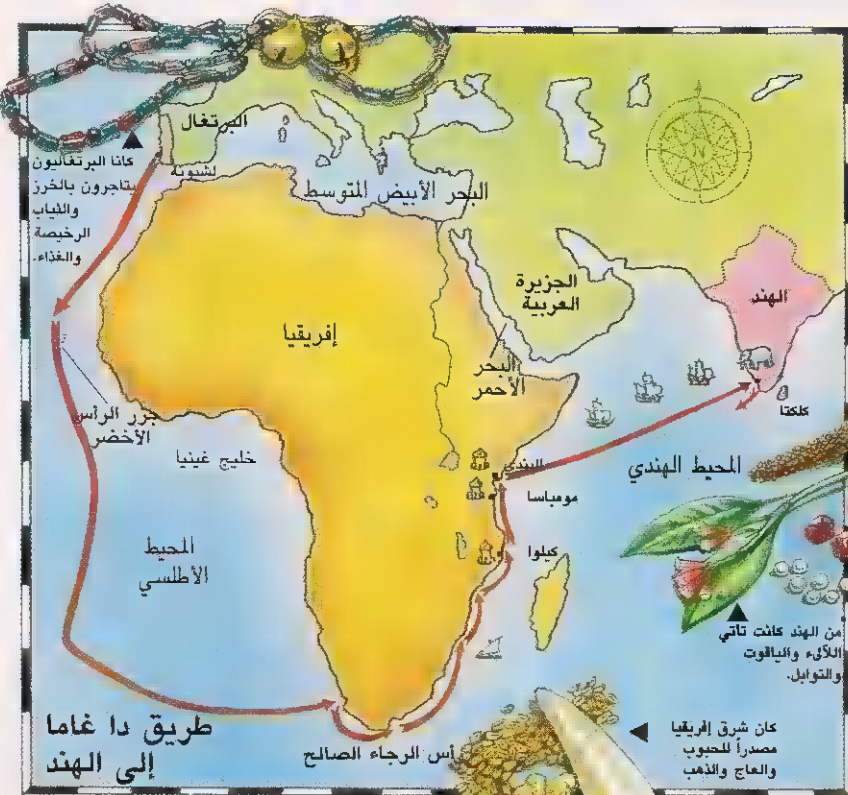 البرتغال
كانا البرتغاليون
يتاجرون بالخرز
والثياب
الرخيصة
والغذاء.
لشبونة
البحر الأبيض المتوسط
الجزيرة
العربية
الهند
إفريقيا
البحر
الأحمر
كلكتا
جزر الرأس
الأخضر
خليج غينيا
المحيط الهندي
مومباسا
كيلوا
المحيط
الأطلسي
من الهند كانت تأتي
اللآلىء والياقوت
والتوابل.
كان شرق إفريقيا
مصدراً للحبوب
والعاج والذهب
طريق دا غاما
إلى الهند
رأس الرجاء الصالح